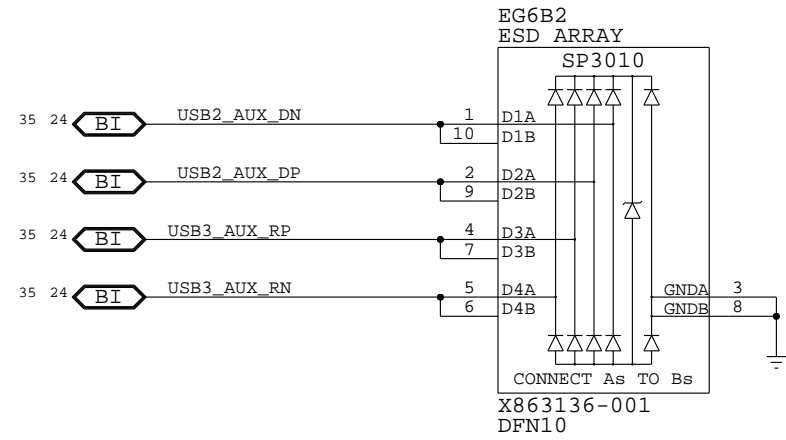 EG6B2
ESD ARRAY
SP3010
35 24 BI USB2_AUX_DN 1 D1A
10 D1B
35 24 BI USB2_AUX_DP 2 D2A
9 D2B
35 24 BI USB3_AUX_RP 4 D3A
7 D3B
35 24 BI USB3_AUX_RN 5 D4A GNDA 3
6 D4B GNDB 8
CONNECT As TO Bs
X863136-001
DFN10